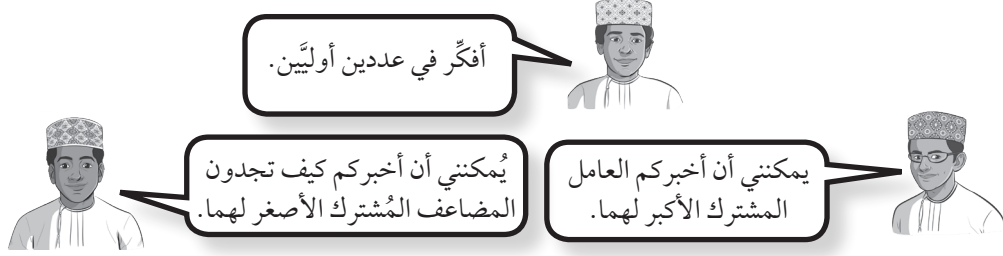 أفكِّر في عددين أوليَّين.
يمكنني أن أخبركم العامل
المشترك الأكبر لهما.
يُمكنني أن أخبركم كيف تجدون
المضاعف المُشترك الأصغر لهما.